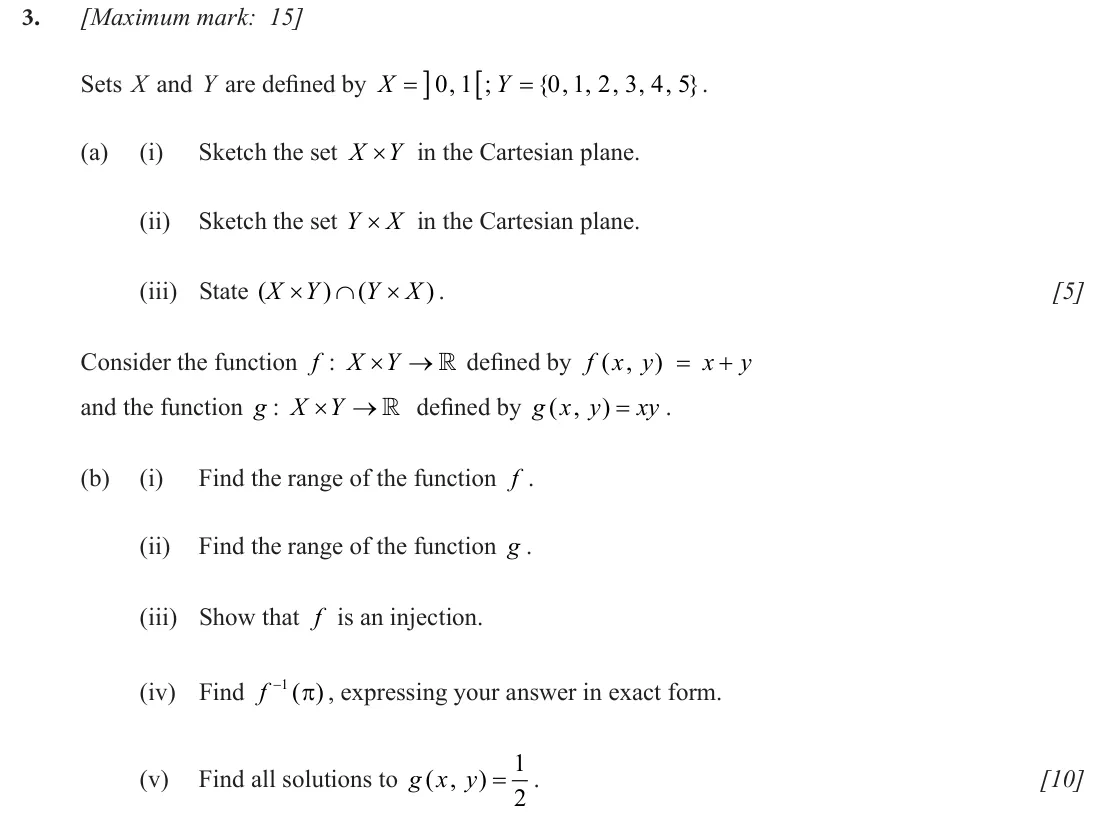 3. [Maximum mark: 15]
Sets X and Y are defined by X = ]0, 1[; Y = {0, 1, 2, 3, 4, 5}.
(a) (i) Sketch the set X × Y in the Cartesian plane.
(ii) Sketch the set Y × X in the Cartesian plane.
(iii) State (X × Y) ∩ (Y × X). [5]
Consider the function f : X × Y → ℝ defined by f (x, y) = x + y
and the function g : X × Y → ℝ defined by g(x, y) = xy .
(b) (i) Find the range of the function f .
(ii) Find the range of the function g .
(iii) Show that f is an injection.
(iv) Find f⁻¹(π), expressing your answer in exact form.
(v) Find all solutions to g(x, y) = 1/2 . [10]